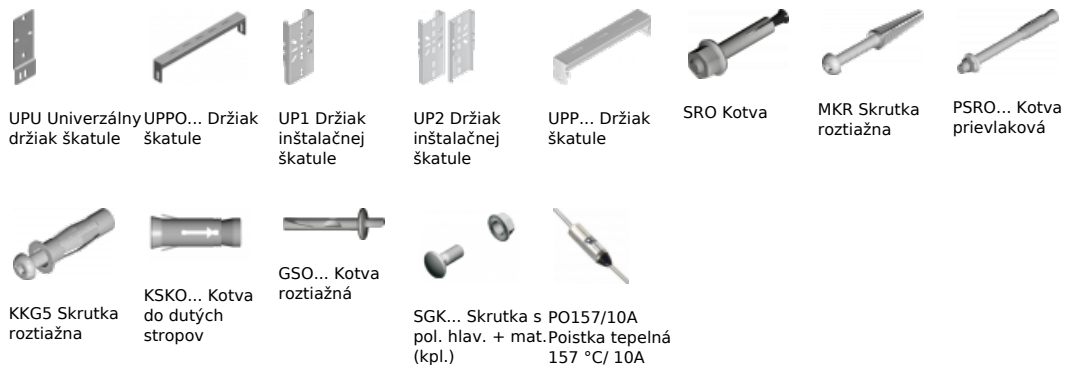 UPU Univerzálny
držiak škatule
UPPO... Držiak
škatule
UP1 Držiak
inštalačnej
škatule
UP2 Držiak
inštalačnej
škatule
UPP... Držiak
škatule
SRO Kotva
MKR Skrutka
roztiažna
PSRO... Kotva
prievlaková
KKG5 Skrutka
roztiažna
KSKO... Kotva
do dutých
stropov
GSO... Kotva
roztiažná
SGK... Skrutka s
pol. hlav. + mat.
(kpl.)
PO157/10A
Poistka tepelná
157 °C/ 10A